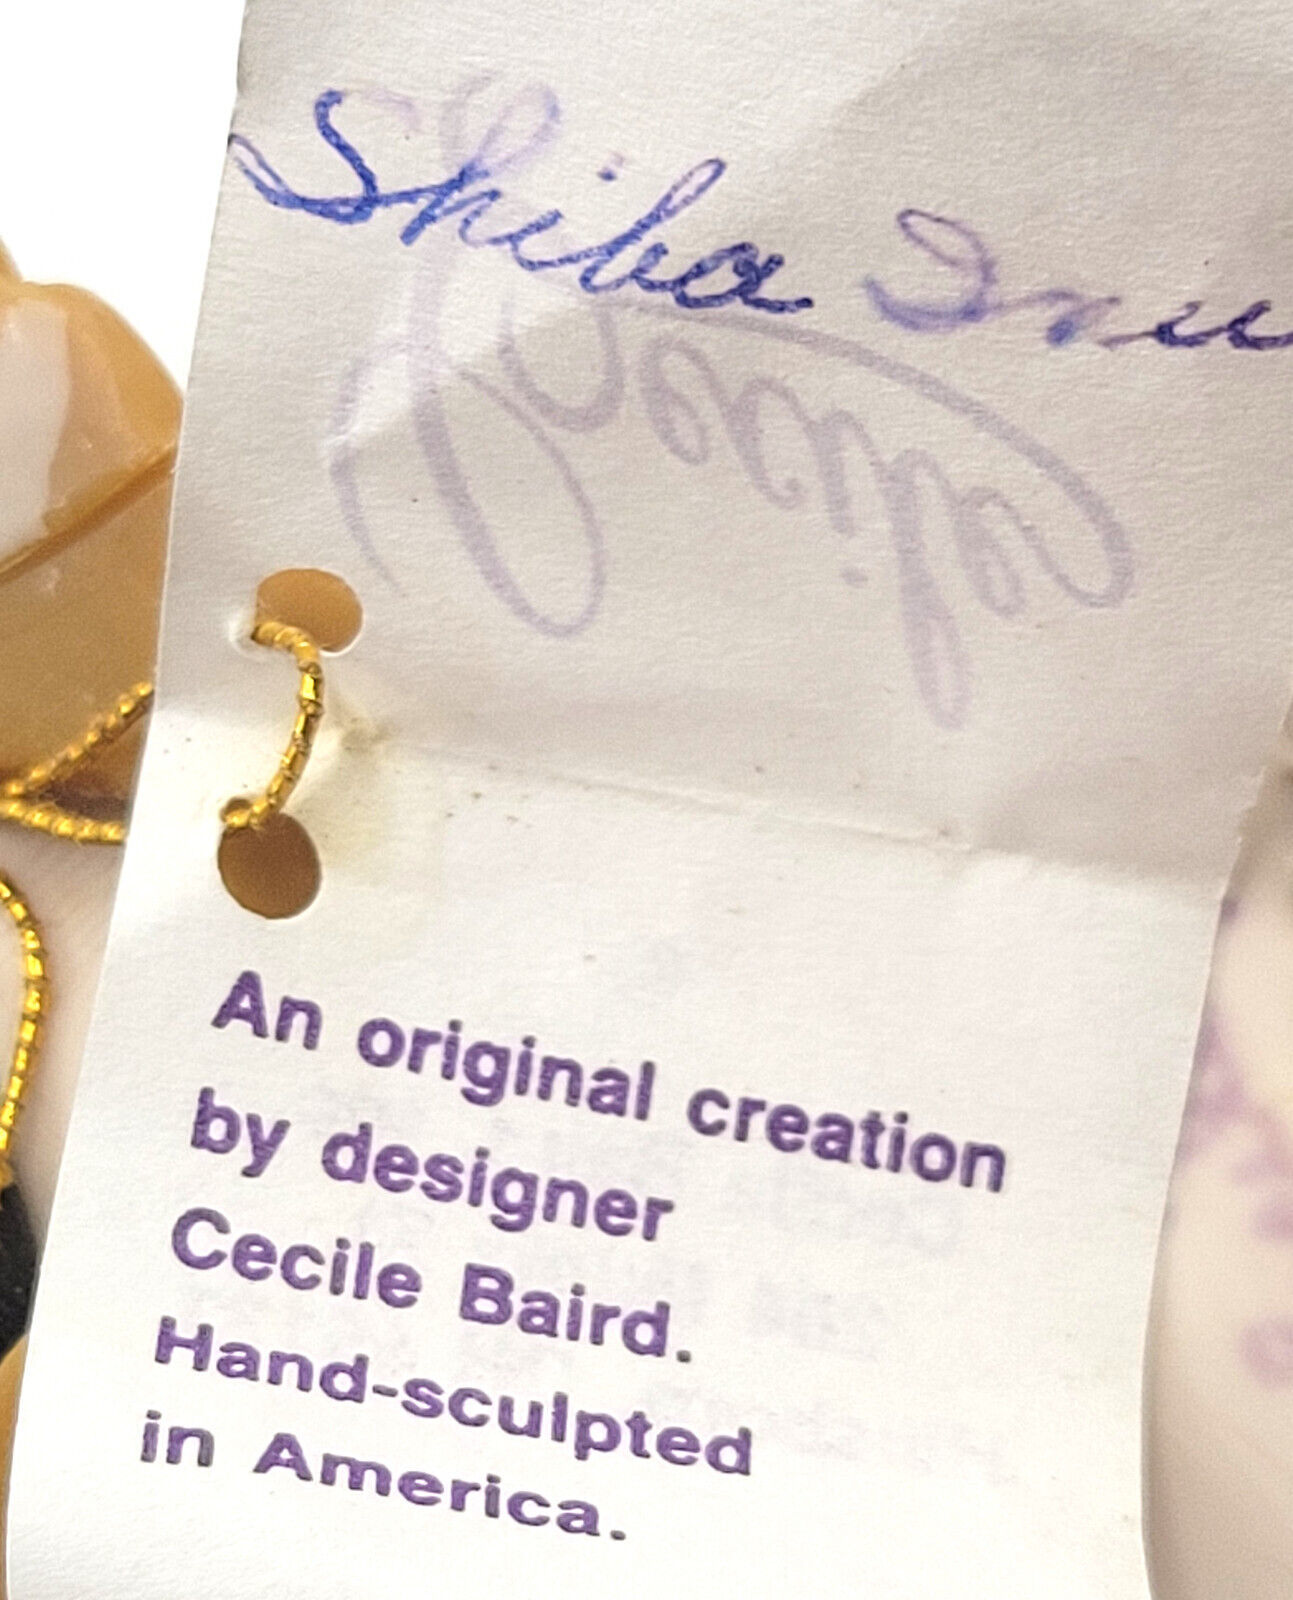 Shiba Inu
An original creation
by designer
Cecile Baird.
Hand-sculpted
in America.